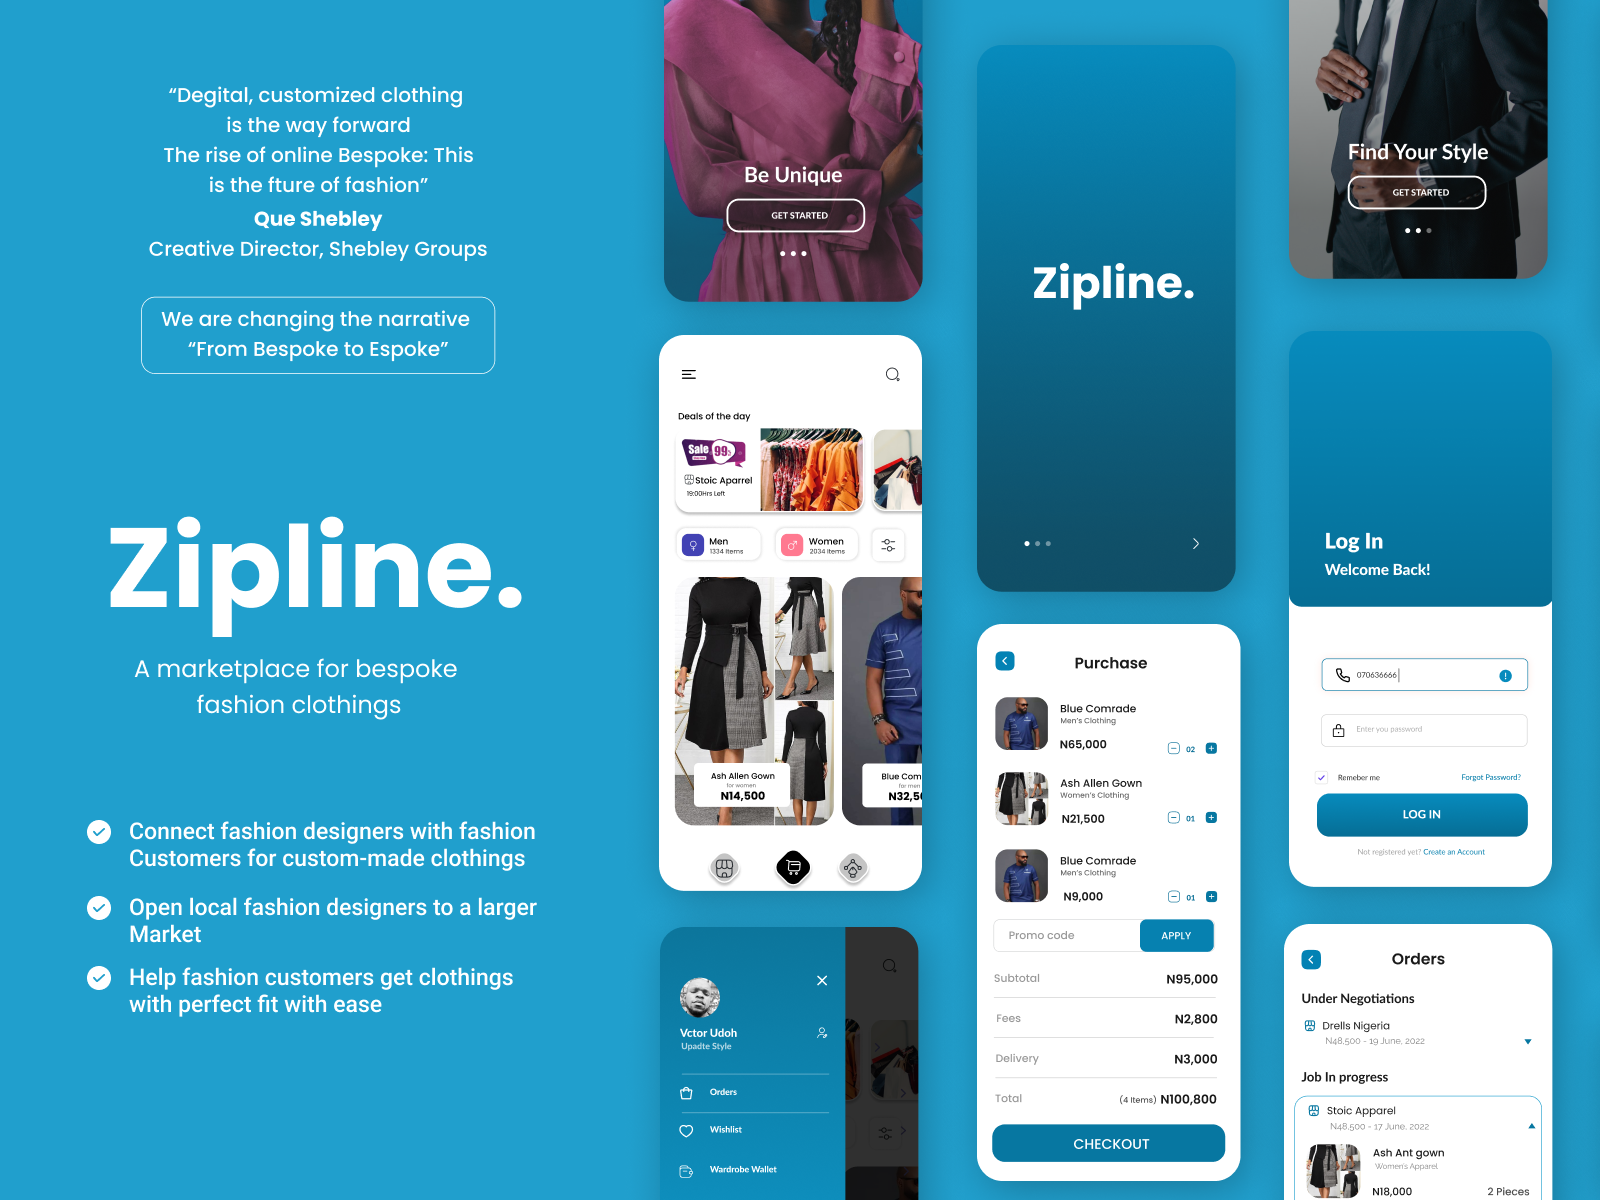 “Degital, customized clothing
is the way forward
The rise of online Bespoke: This
is the fture of fashion”
Que Shebley
Creative Director, Shebley Groups
We are changing the narrative
“From Bespoke to Espoke”
Zipline.
A marketplace for bespoke
fashion clothings
Connect fashion designers with fashion
Customers for custom-made clothings
Open local fashion designers to a larger
Market
Help fashion customers get clothings
with perfect fit with ease
Be Unique
GET STARTED
Deals of the day
Sale 99%
Stoic Aparrel
19:00Hrs Left
Men
1334 Items
Women
2034 Items
Ash Allen Gown
for women
N14,500
Blue Com
for men
N32,5
Vctor Udoh
Upadte Style
Orders
Wishlist
Wardrobe Wallet
Zipline.
Purchase
Blue Comrade
Men's Clothing
N65,000
02
Ash Allen Gown
Women's Clothing
N21,500
01
Blue Comrade
Men's Clothing
N9,000
01
Promo code
APPLY
Subtotal N95,000
Fees N2,800
Delivery N3,000
Total (4 Items) N100,800
CHECKOUT
Find Your Style
GET STARTED
Log In
Welcome Back!
070636666
Enter you password
Remeber me
Forgot Password?
LOG IN
Not registered yet? Create an Account
Orders
Under Negotiations
Drells Nigeria
N48,500 - 19 June, 2022
Job In progress
Stoic Apparel
N48,500 - 17 June, 2022
Ash Ant gown
Women's Apparel
N18,000 2 Pieces